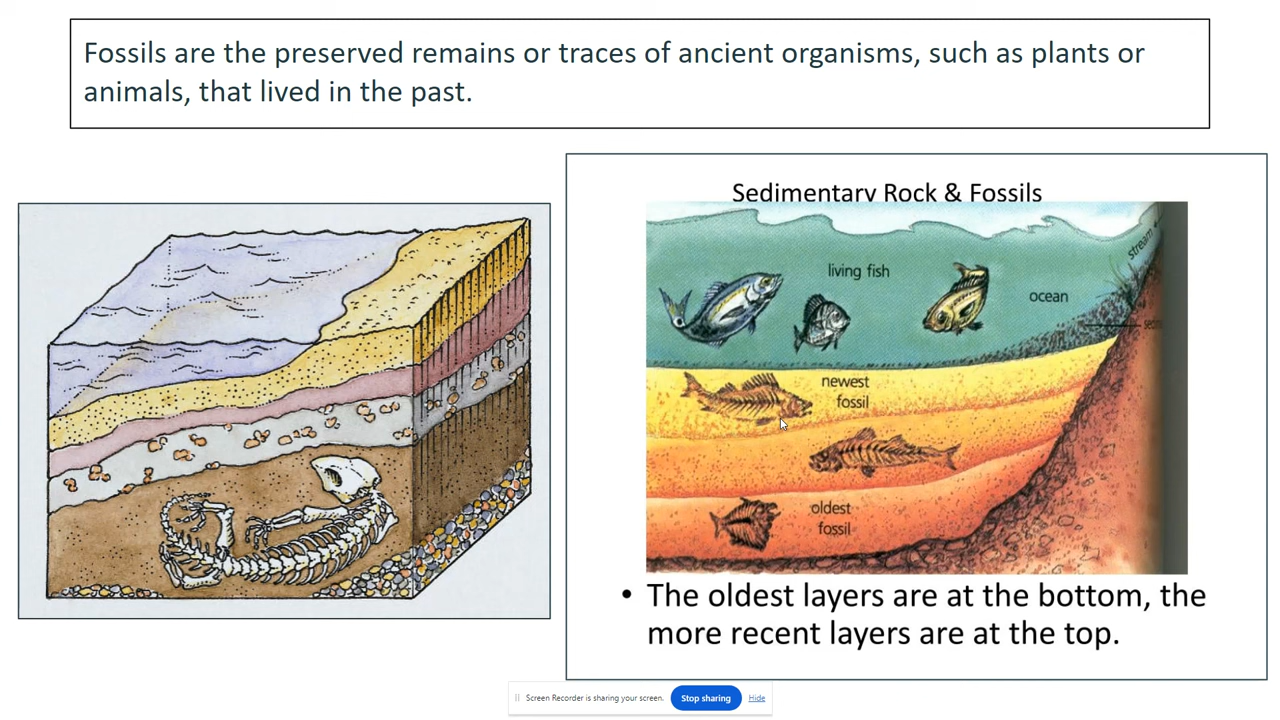 Fossils are the preserved remains or traces of ancient organisms, such as plants or
animals, that lived in the past.
Sedimentary Rock & Fossils
living fish
stream
ocean
newest
fossil
oldest
fossil
• The oldest layers are at the bottom, the
more recent layers are at the top.
Screen Recorder is sharing your screen.
Stop sharing
Hide